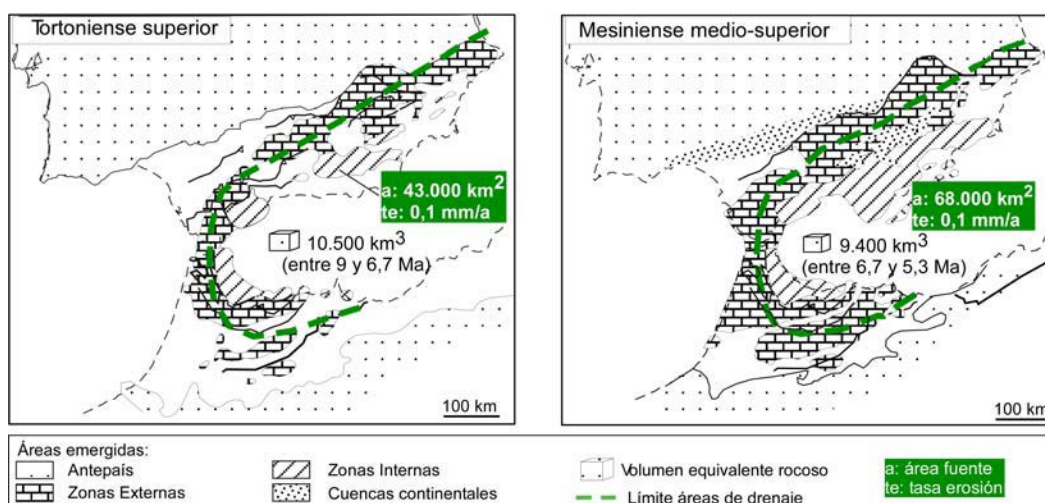 Tortoniense superior
a: 43.000 km2
te: 0,1 mm/a
10.500 km3
(entre 9 y 6,7 Ma)
100 km
Mesiniense medio-superior
a: 68.000 km2
te: 0,1 mm/a
9.400 km3
(entre 6,7 y 5,3 Ma)
100 km
Áreas emergidas:
Antepaís
Zonas Externas
Zonas Internas
Cuencas continentales
Volumen equivalente rocoso
Límite áreas de drenaje
a: área fuente
te: tasa erosión